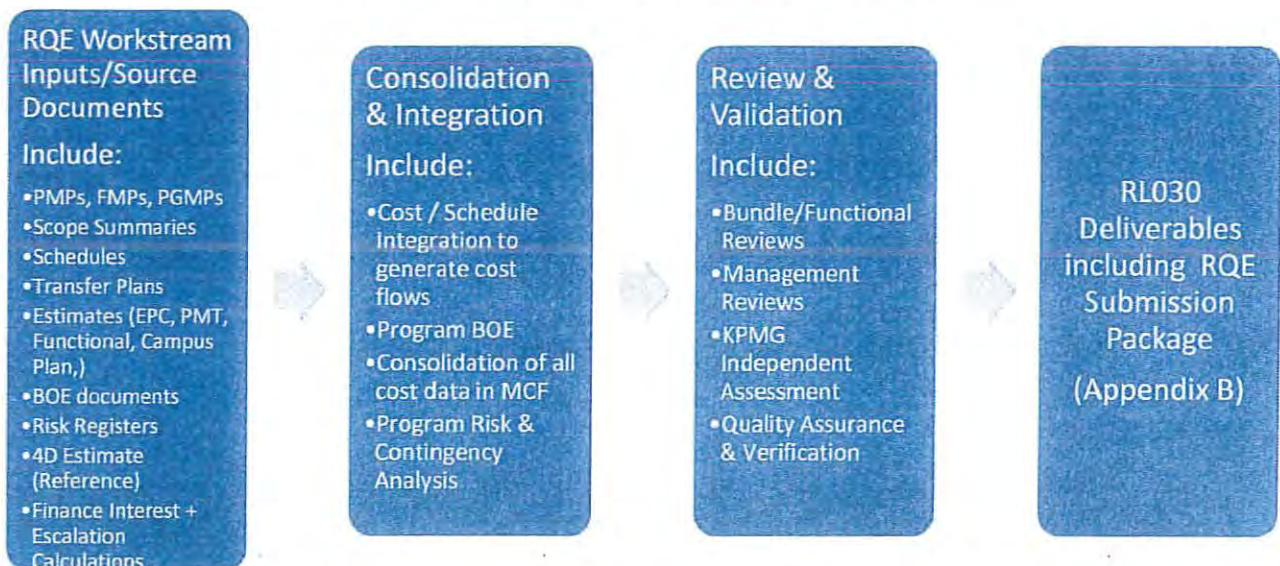 RQE Workstream
Inputs/Source
Documents
Include:
•PMPs, FMPs, PGMPs
•Scope Summaries
•Schedules
•Transfer Plans
•Estimates (EPC, PMT,
Functional, Campus
Plan,)
•BOE documents
•Risk Registers
•4D Estimate
(Reference)
•Finance Interest +
Escalation
Calculations
Consolidation
& Integration
Include:
•Cost / Schedule
Integration to
generate cost
flows
•Program BOE
•Consolidation of all
cost data in MCF
•Program Risk &
Contingency
Analysis
Review &
Validation
Include:
•Bundle/Functional
Reviews
•Management
Reviews
•KPMG
Independent
Assessment
•Quality Assurance
& Verification
RL030
Deliverables
including RQE
Submission
Package
(Appendix B)